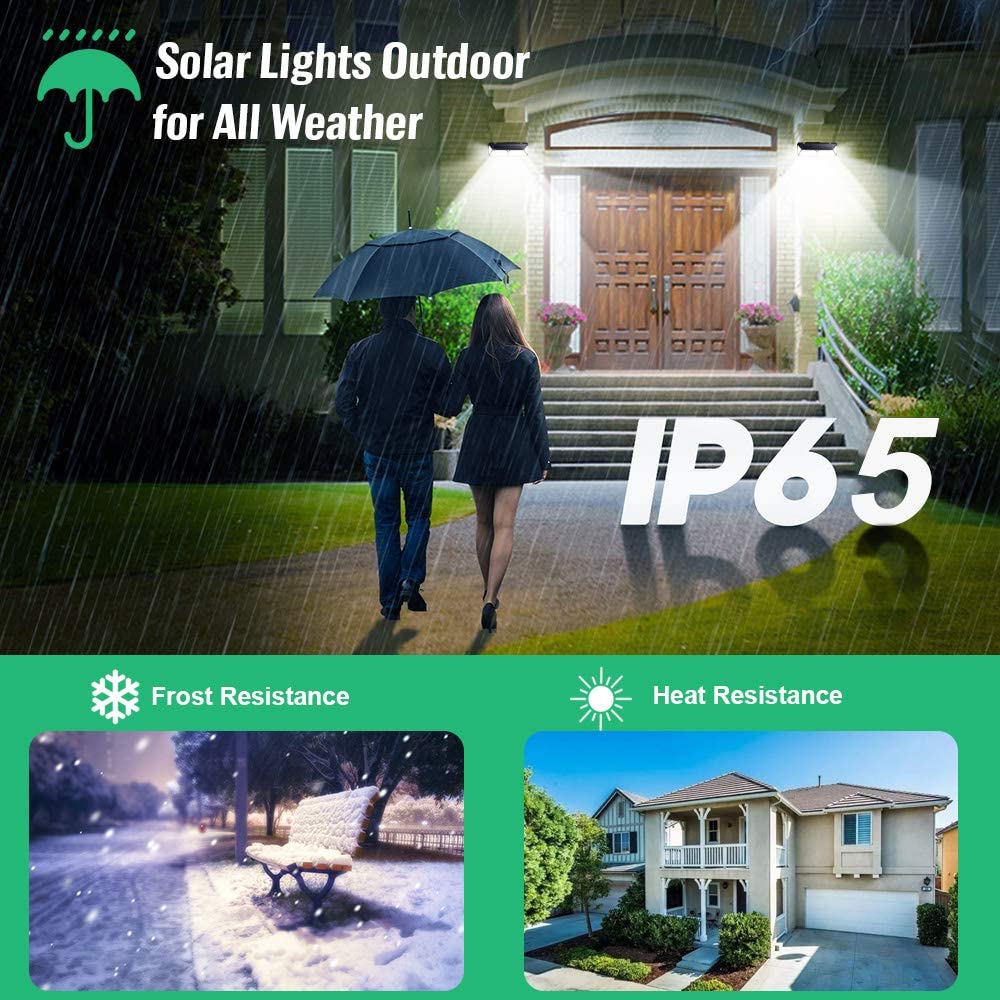 Solar Lights Outdoor
for All Weather
IP65
Frost Resistance
Heat Resistance